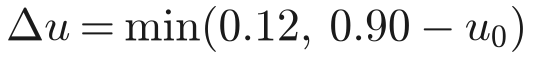 Δu = min(0.12, 0.90 − u₀)